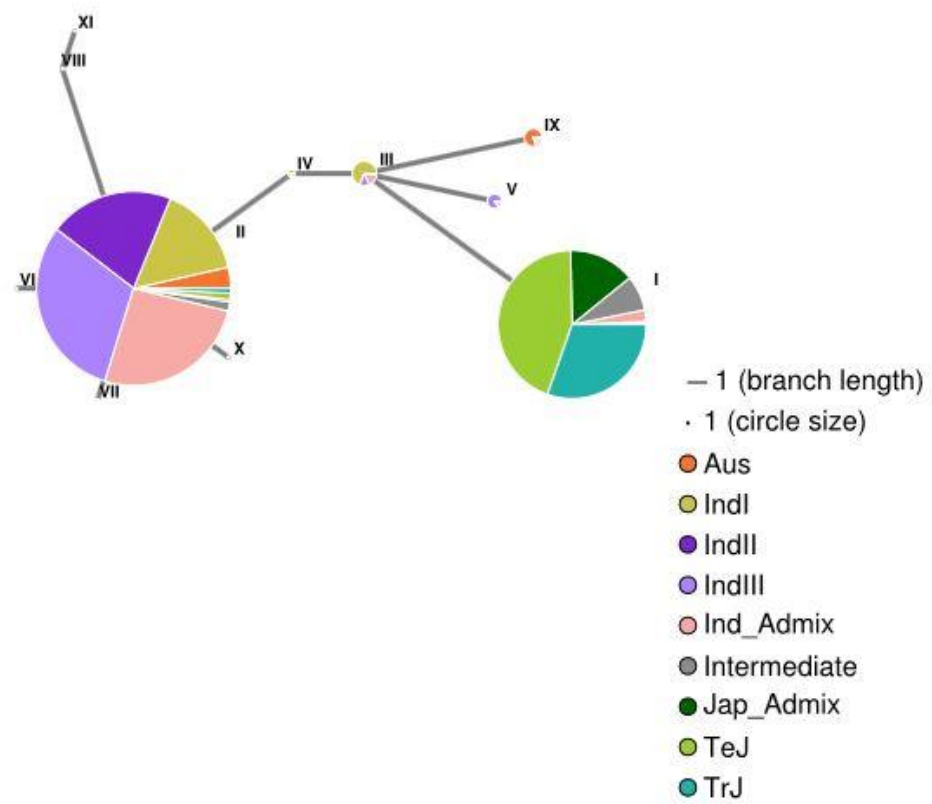 XI
VIII
IX
IV
III
V
II
VI
I
X
VII
1 (branch length)
1 (circle size)
Aus
IndI
IndII
IndIII
Ind_Admix
Intermediate
Jap_Admix
TeJ
TrJ